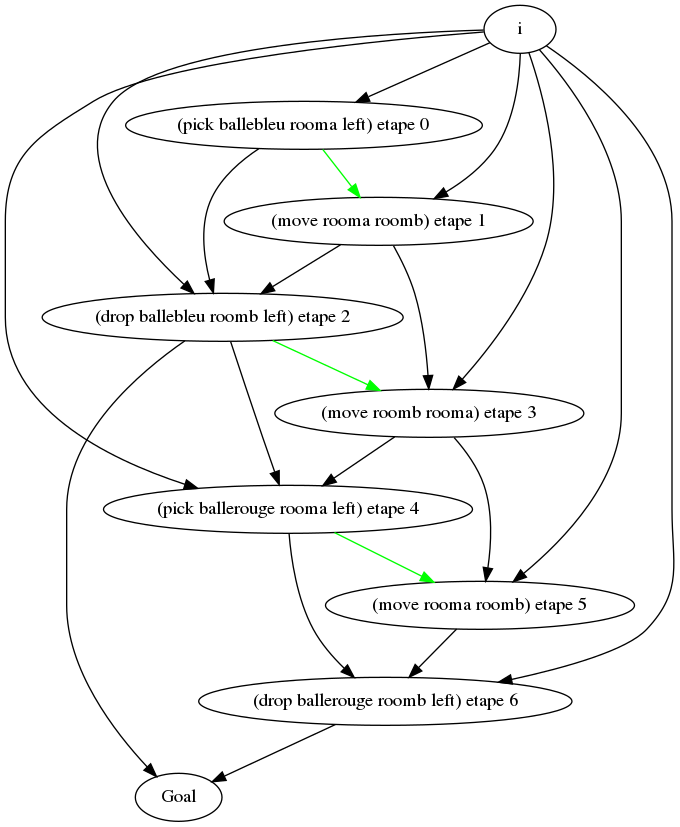 i
(pick ballebleu rooma left) etape 0
(move rooma roomb) etape 1
(drop ballebleu roomb left) etape 2
(move roomb rooma) etape 3
(pick ballerouge rooma left) etape 4
(move rooma roomb) etape 5
(drop ballerouge roomb left) etape 6
Goal